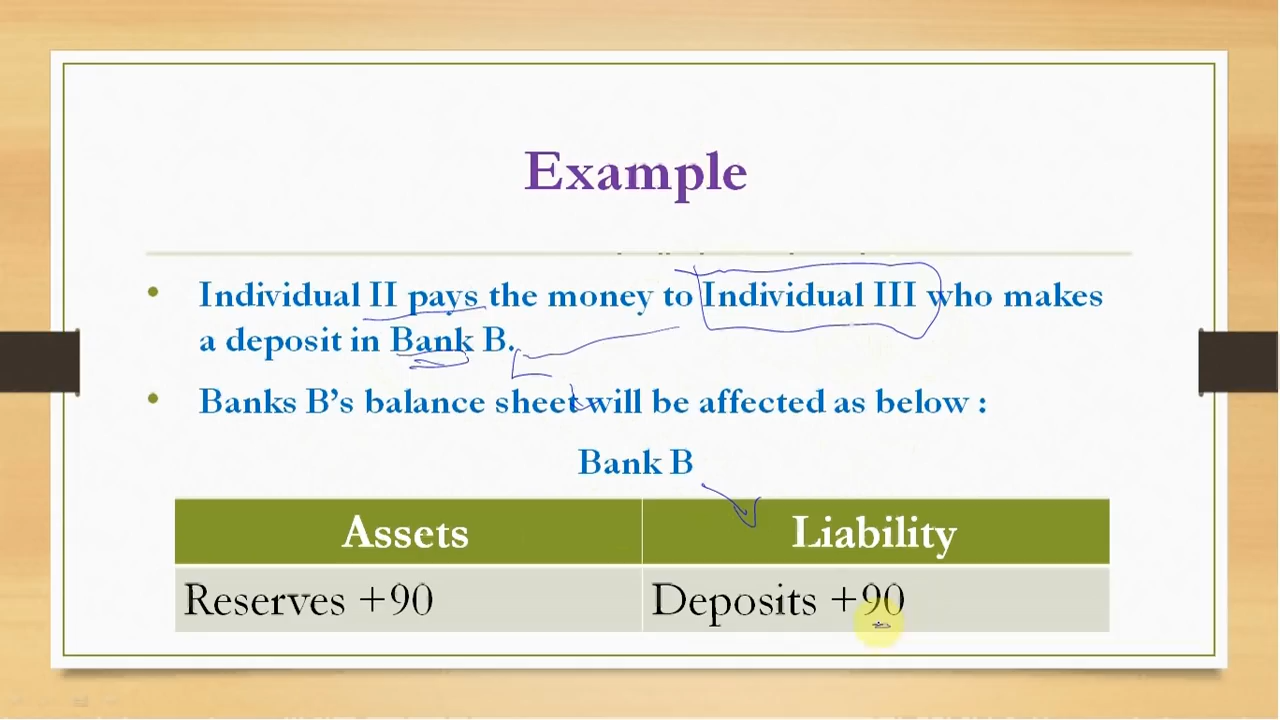 Example
Individual II pays the money to Individual III who makes
a deposit in Bank B.
Banks B’s balance sheet will be affected as below :
Bank B
Assets Liability
Reserves +90 Deposits +90